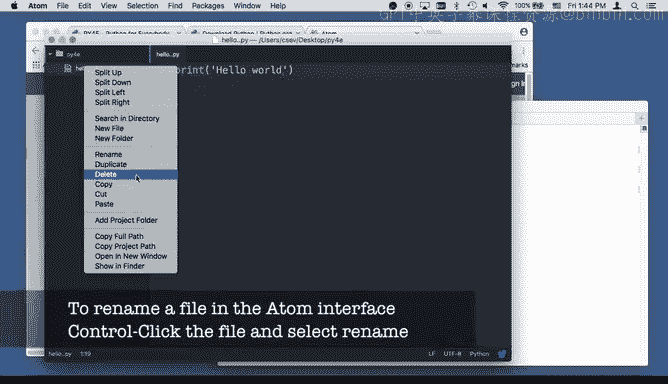 Atom File Edit View Selection Find Packages Window Help
100% Fri 1:44 PM
hello..py — /Users/csev/Desktop/py4e
py4e
hello..py
print('Hello world')
Split Up
Split Down
Split Left
Split Right
Search in Directory
New File
New Folder
Rename
Duplicate
Delete
Copy
Cut
Paste
Add Project Folder
Copy Full Path
Copy Project Path
Open In New Window
Show in Finder
To rename a file in the Atom interface
Control-Click the file and select rename
hello..py 1:19
LF UTF-8 Python